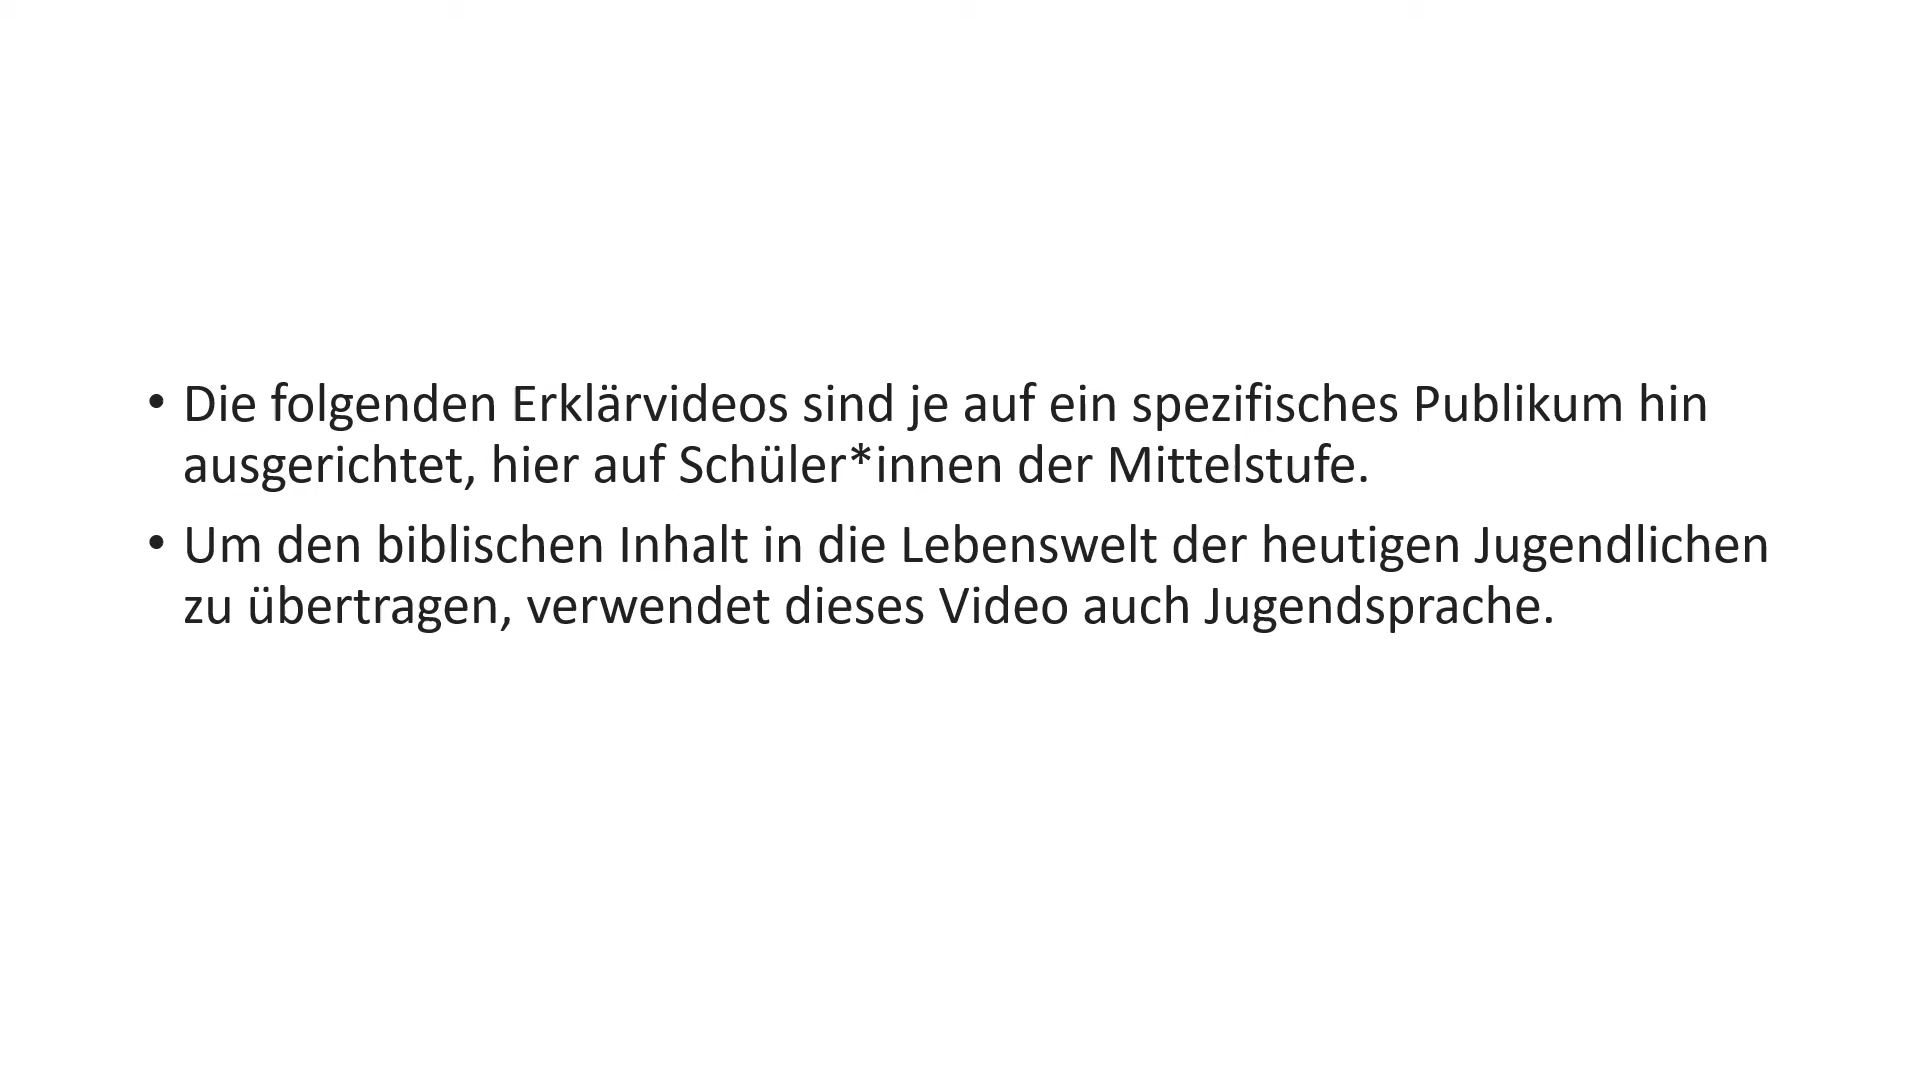 • Die folgenden Erklärvideos sind je auf ein spezifisches Publikum hin
ausgerichtet, hier auf Schüler*innen der Mittelstufe.
• Um den biblischen Inhalt in die Lebenswelt der heutigen Jugendlichen
zu übertragen, verwendet dieses Video auch Jugendsprache.